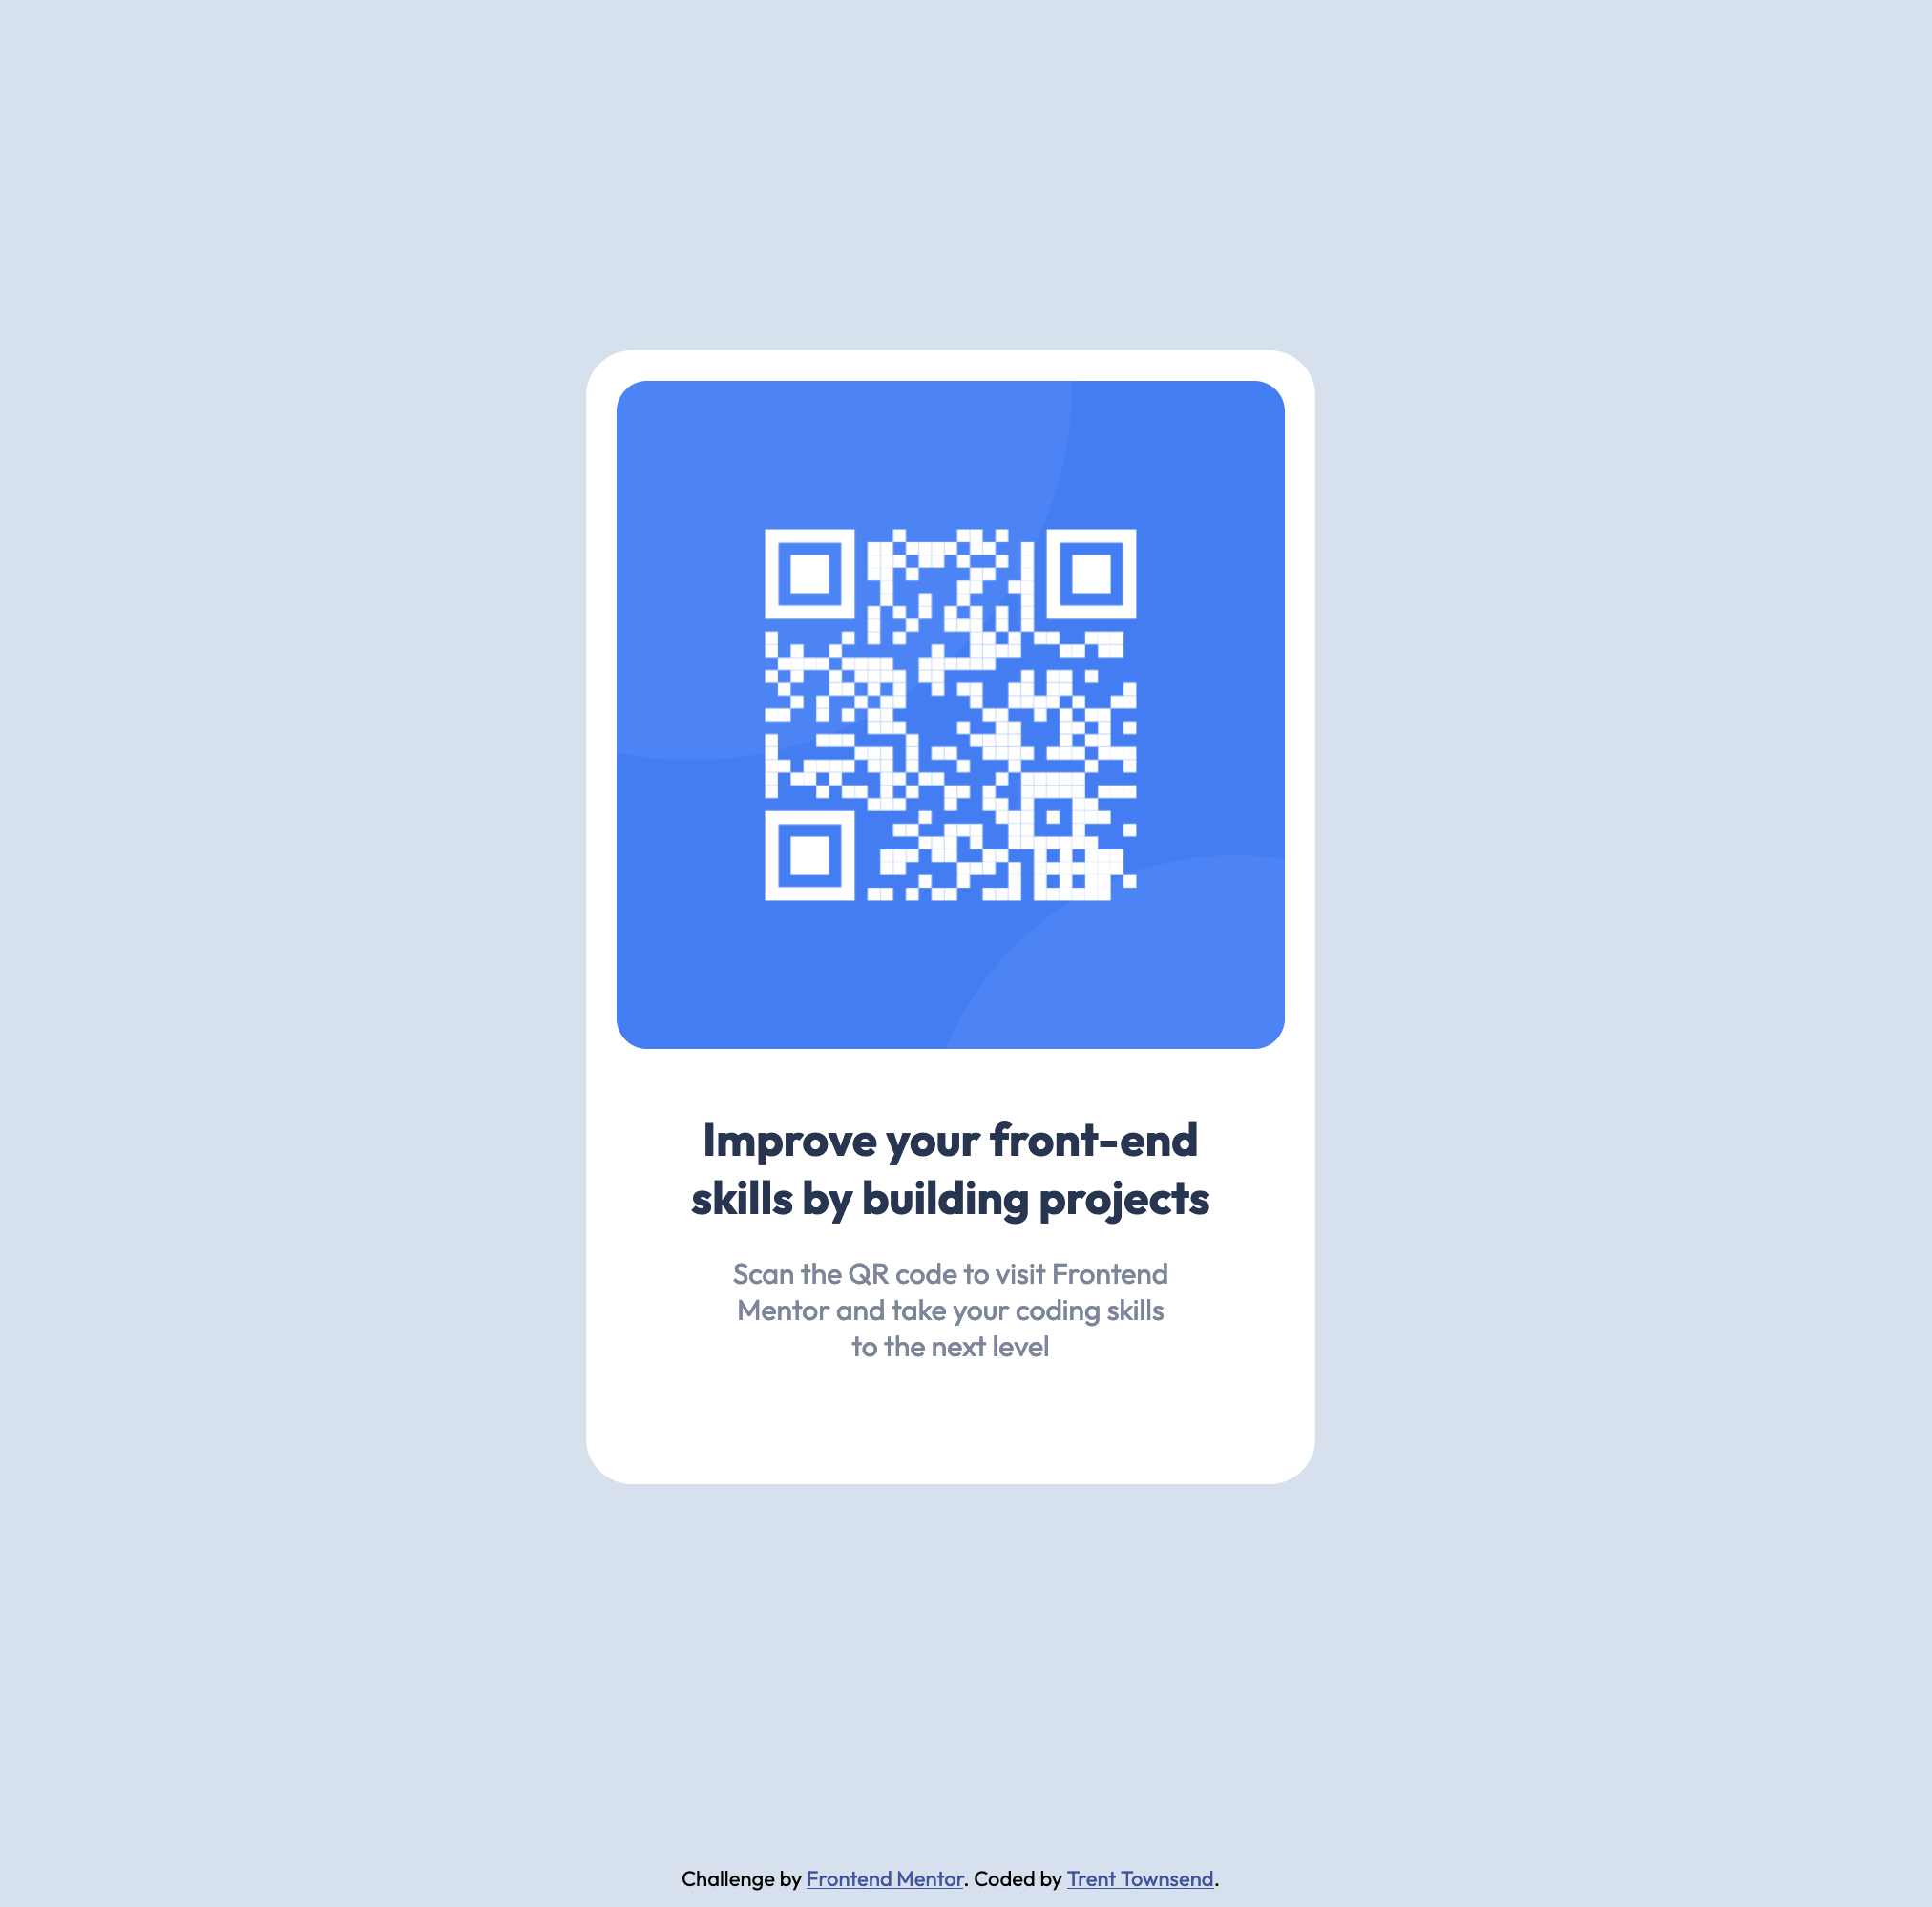 Improve your front-end
skills by building projects
Scan the QR code to visit Frontend
Mentor and take your coding skills
to the next level
Challenge by Frontend Mentor. Coded by Trent Townsend.